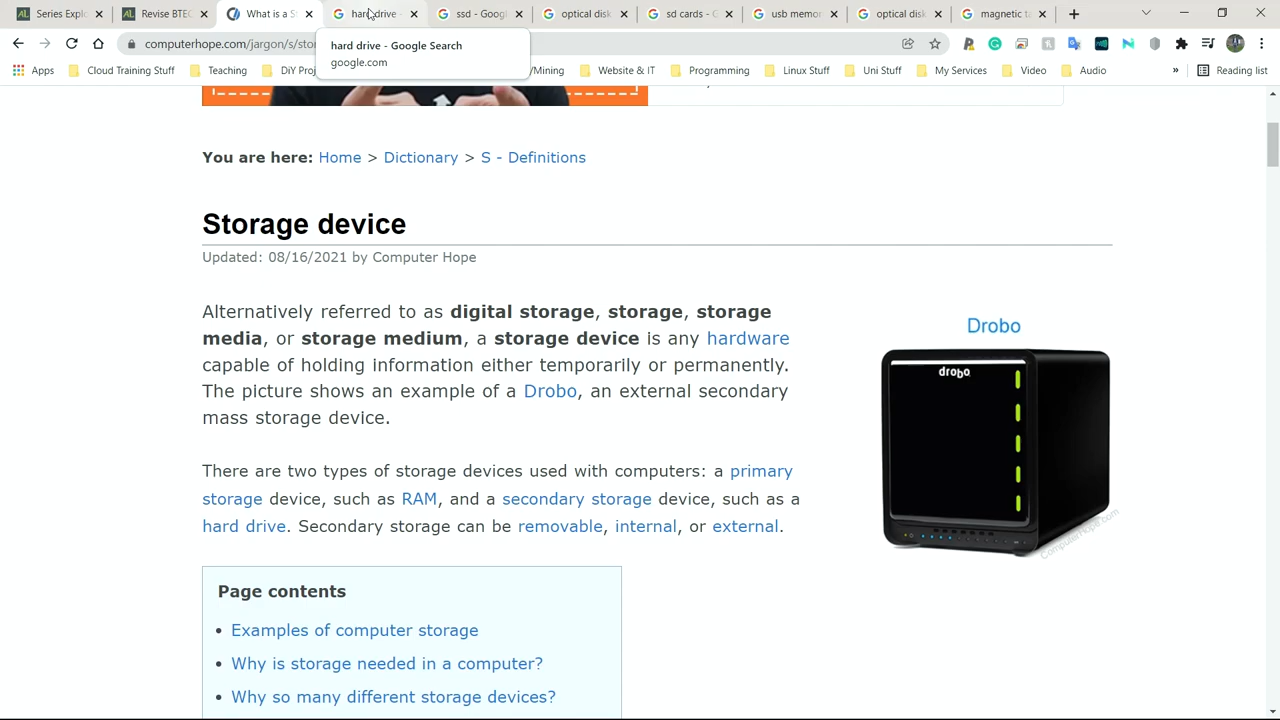 Series Explo
Revise BTEC
What is a S
hard drive -
ssd - Googl
optical disk
sd cards - G
usb memor
optical disk
magnetic ta
computerhope.com/jargon/s/sto
hard drive - Google Search
google.com
Apps
Cloud Training Stuff
Teaching
DiY Proj
/Mining
Website & IT
Programming
Linux Stuff
Uni Stuff
My Services
Video
Audio
»
Reading list
You are here: Home > Dictionary > S - Definitions
Storage device
Updated: 08/16/2021 by Computer Hope
Alternatively referred to as digital storage, storage, storage
media, or storage medium, a storage device is any hardware
capable of holding information either temporarily or permanently.
The picture shows an example of a Drobo, an external secondary
mass storage device.
Drobo
drobo
ComputerHope.com
There are two types of storage devices used with computers: a primary
storage device, such as RAM, and a secondary storage device, such as a
hard drive. Secondary storage can be removable, internal, or external.
Page contents
• Examples of computer storage
• Why is storage needed in a computer?
• Why so many different storage devices?